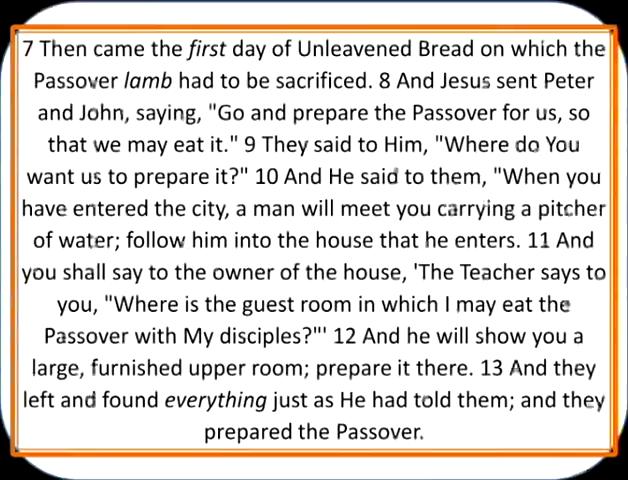 7 Then came the first day of Unleavened Bread on which the
Passover lamb had to be sacrificed. 8 And Jesus sent Peter
and John, saying, "Go and prepare the Passover for us, so
that we may eat it." 9 They said to Him, "Where do You
want us to prepare it?" 10 And He said to them, "When you
have entered the city, a man will meet you carrying a pitcher
of water; follow him into the house that he enters. 11 And
you shall say to the owner of the house, 'The Teacher says to
you, "Where is the guest room in which I may eat the
Passover with My disciples?"' 12 And he will show you a
large, furnished upper room; prepare it there. 13 And they
left and found everything just as He had told them; and they
prepared the Passover.